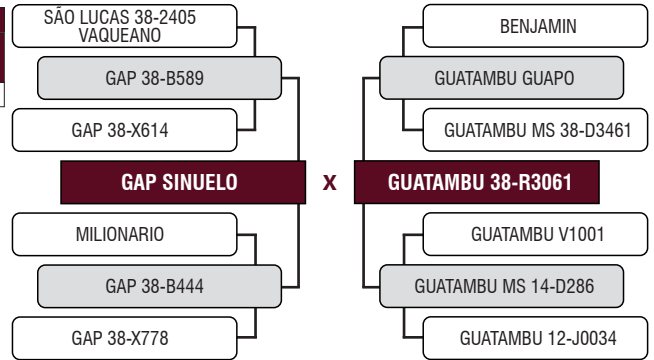 SÃO LUCAS 38-2405
VAQUEANO
GAP 38-B589
GAP 38-X614
GAP SINUELO
MILIONARIO
GAP 38-B444
GAP 38-X778
X
BENJAMIN
GUATAMBU GUAPO
GUATAMBU MS 38-D3461
GUATAMBU 38-R3061
GUATAMBU V1001
GUATAMBU MS 14-D286
GUATAMBU 12-J0034